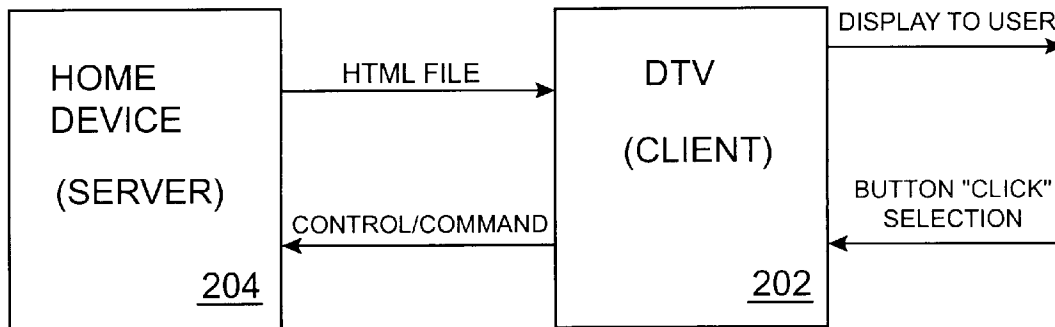 HOME
DEVICE
(SERVER)
204
HTML FILE
CONTROL/COMMAND
DTV
(CLIENT)
202
DISPLAY TO USER
BUTTON "CLICK"
SELECTION